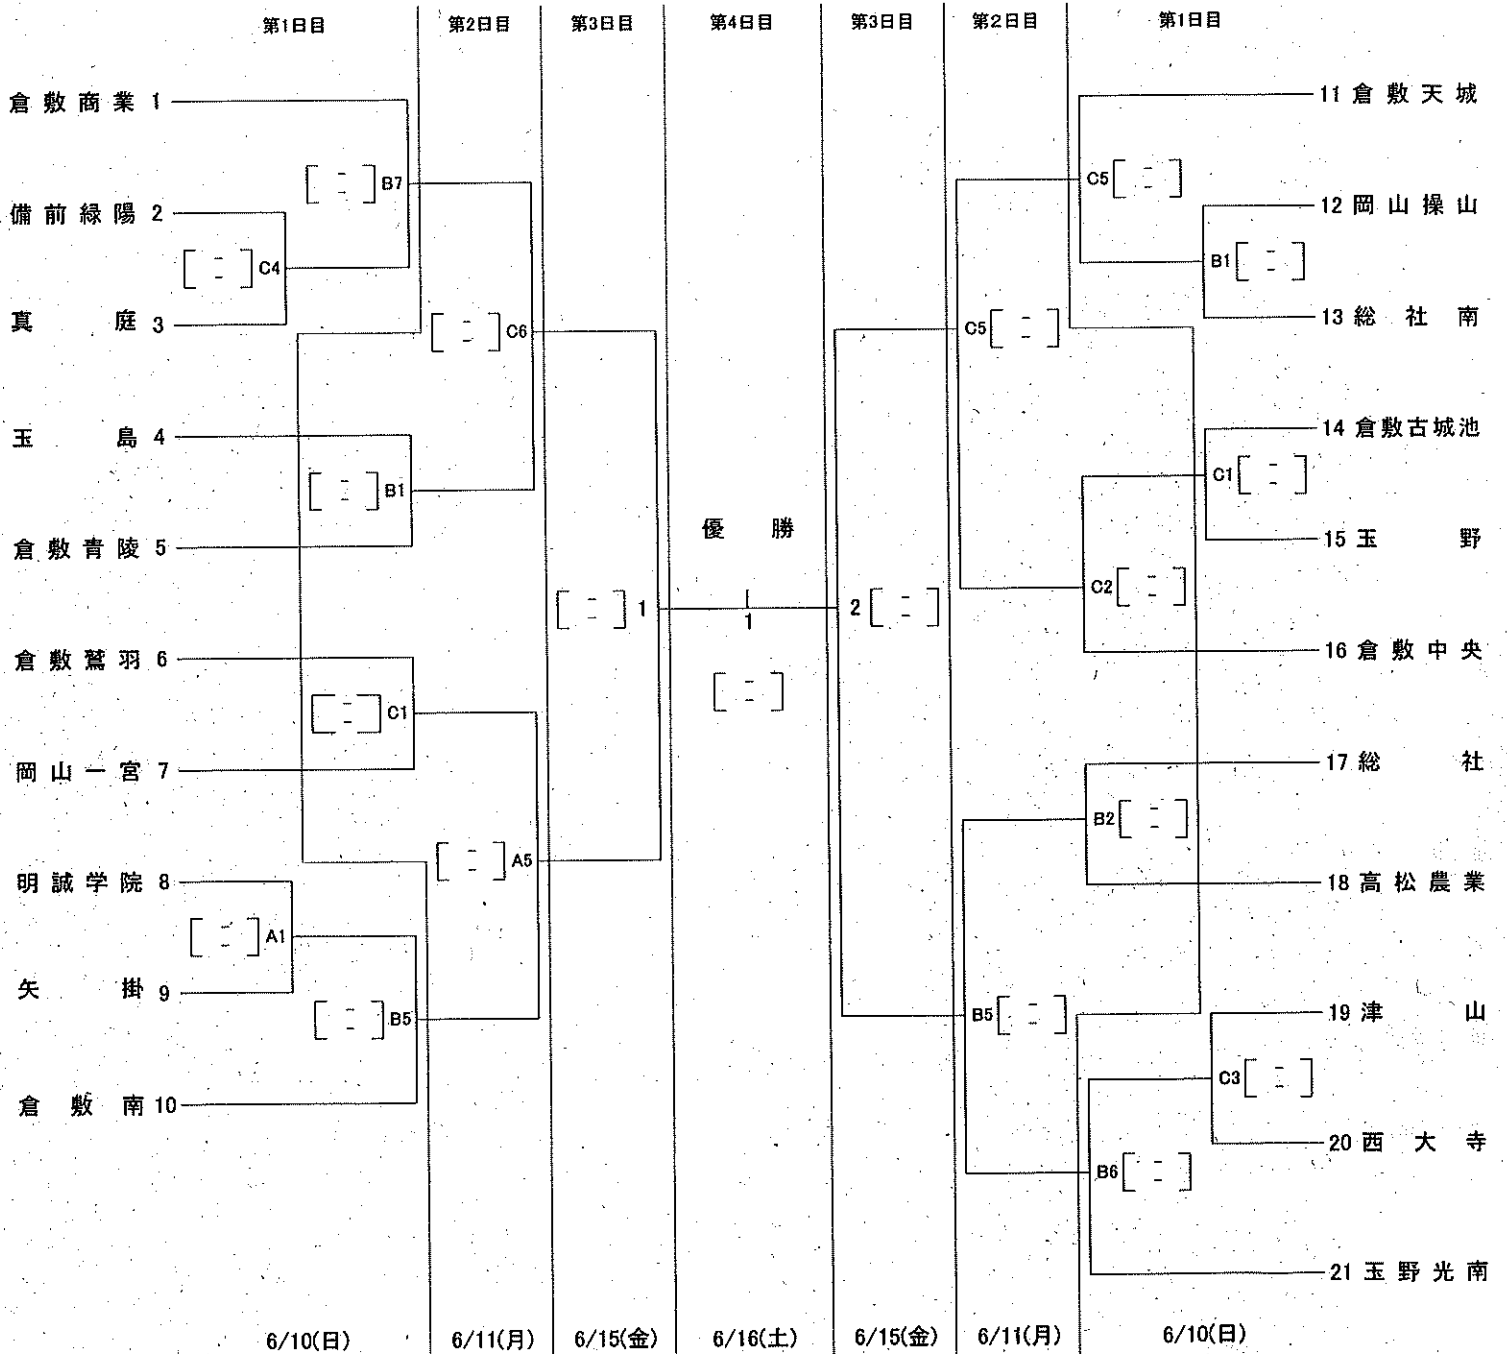 第1日目 第2日目 第3日目 第4日目 第3日目 第2日目 第1日目
倉敷商業 1
11 倉敷天城
[ - - ] B7
C5 [ - - ]
備前緑陽 2
12 岡山操山
[ - - ] C4
B1 [ - - ]
真庭 3
13 総社南
[ - - ] C6
C5 [ - - ]
玉島 4
14 倉敷古城池
[ - - ] B1
C1 [ - - ]
倉敷青陵 5
15 玉野
優勝
C2 [ - - ]
[ - - ] 1
1
2 [ - - ]
倉敷鷲羽 6
16 倉敷中央
[ - - ]
[ - - ] C1
岡山一宮 7
17 総社
B2 [ - - ]
[ - - ] A5
明誠学院 8
18 高松農業
[ - - ] A1
矢掛 9
19 津山
[ - - ] B5
B5 [ - - ]
C3 [ - - ]
倉敷南 10
20 西大寺
B6 [ - - ]
21 玉野光南
6/10(日) 6/11(月) 6/15(金) 6/16(土) 6/15(金) 6/11(月) 6/10(日)